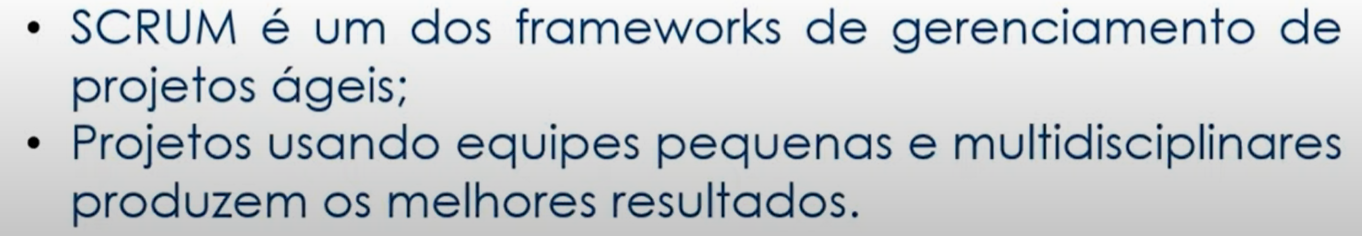 • SCRUM é um dos frameworks de gerenciamento de
projetos ágeis;
• Projetos usando equipes pequenas e multidisciplinares
produzem os melhores resultados.